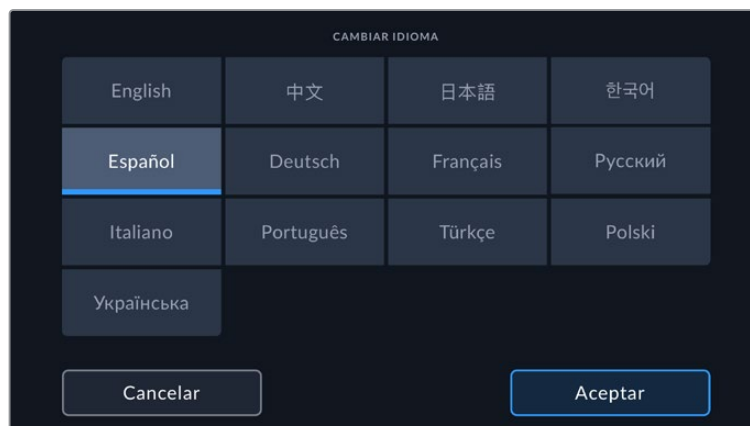 CAMBIAR IDIOMA
English 中文 日本語 한국어
Español Deutsch Français Русский
Italiano Português Türkçe Polski
Українська
Cancelar Aceptar